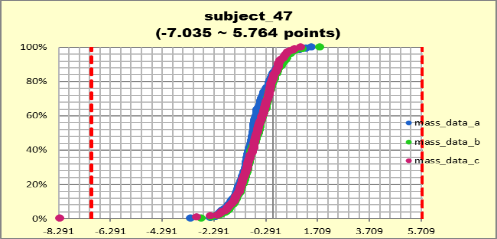 subject_47
(-7.035 ~ 5.764 points)
100%
80%
60%
40%
20%
0%
mass_data_a
mass_data_b
mass_data_c
-8.291 -6.291 -4.291 -2.291 -0.291 1.709 3.709 5.709